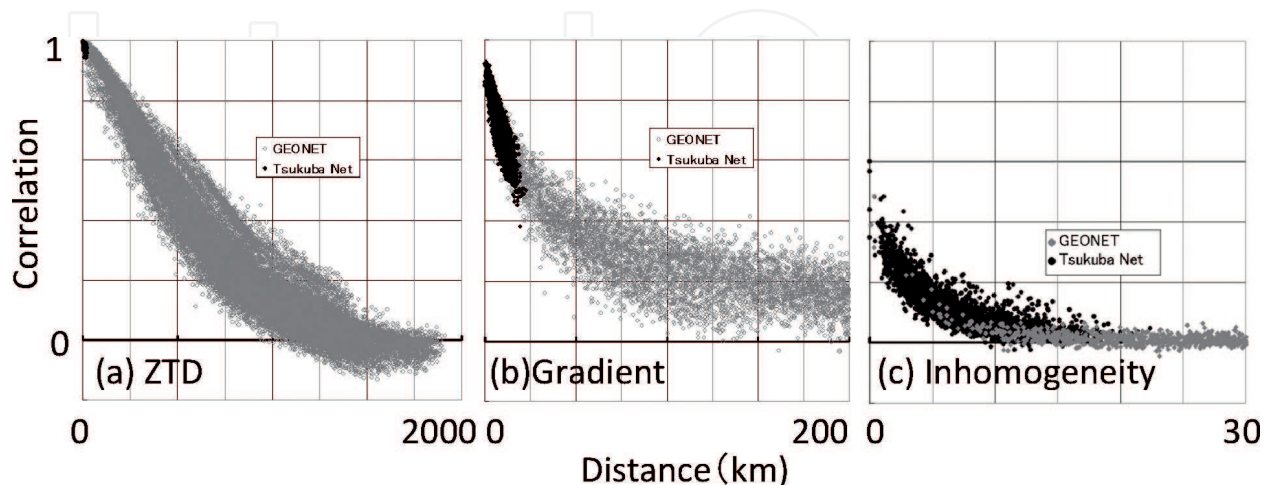 1
Correlation
0
GEONET
Tsukuba Net
(a) ZTD
0
2000
GEONET
Tsukuba Net
(b)Gradient
0
200
GEONET
Tsukuba Net
(c) Inhomogeneity
0
30
Distance(km)